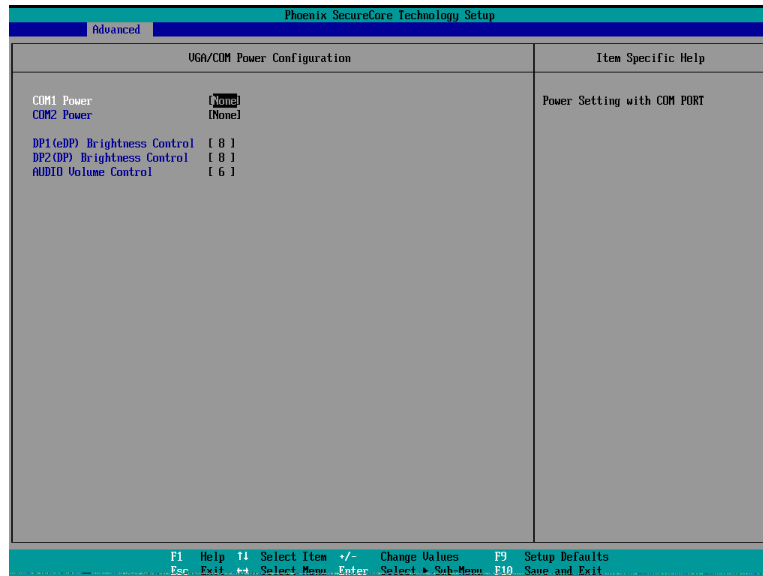 Phoenix SecureCore Technology Setup
Advanced
VGA/COM Power Configuration
Item Specific Help
COM1 Power [None]
Power Setting with COM PORT
COM2 Power [None]
DP1(eDP) Brightness Control [ 8 ]
DP2(DP) Brightness Control [ 8 ]
AUDIO Volume Control [ 6 ]
F1 Help ↑↓ Select Item +/- Change Values F9 Setup Defaults
Esc Exit ←→ Select Menu Enter Select ► Sub-Menu F10 Save and Exit